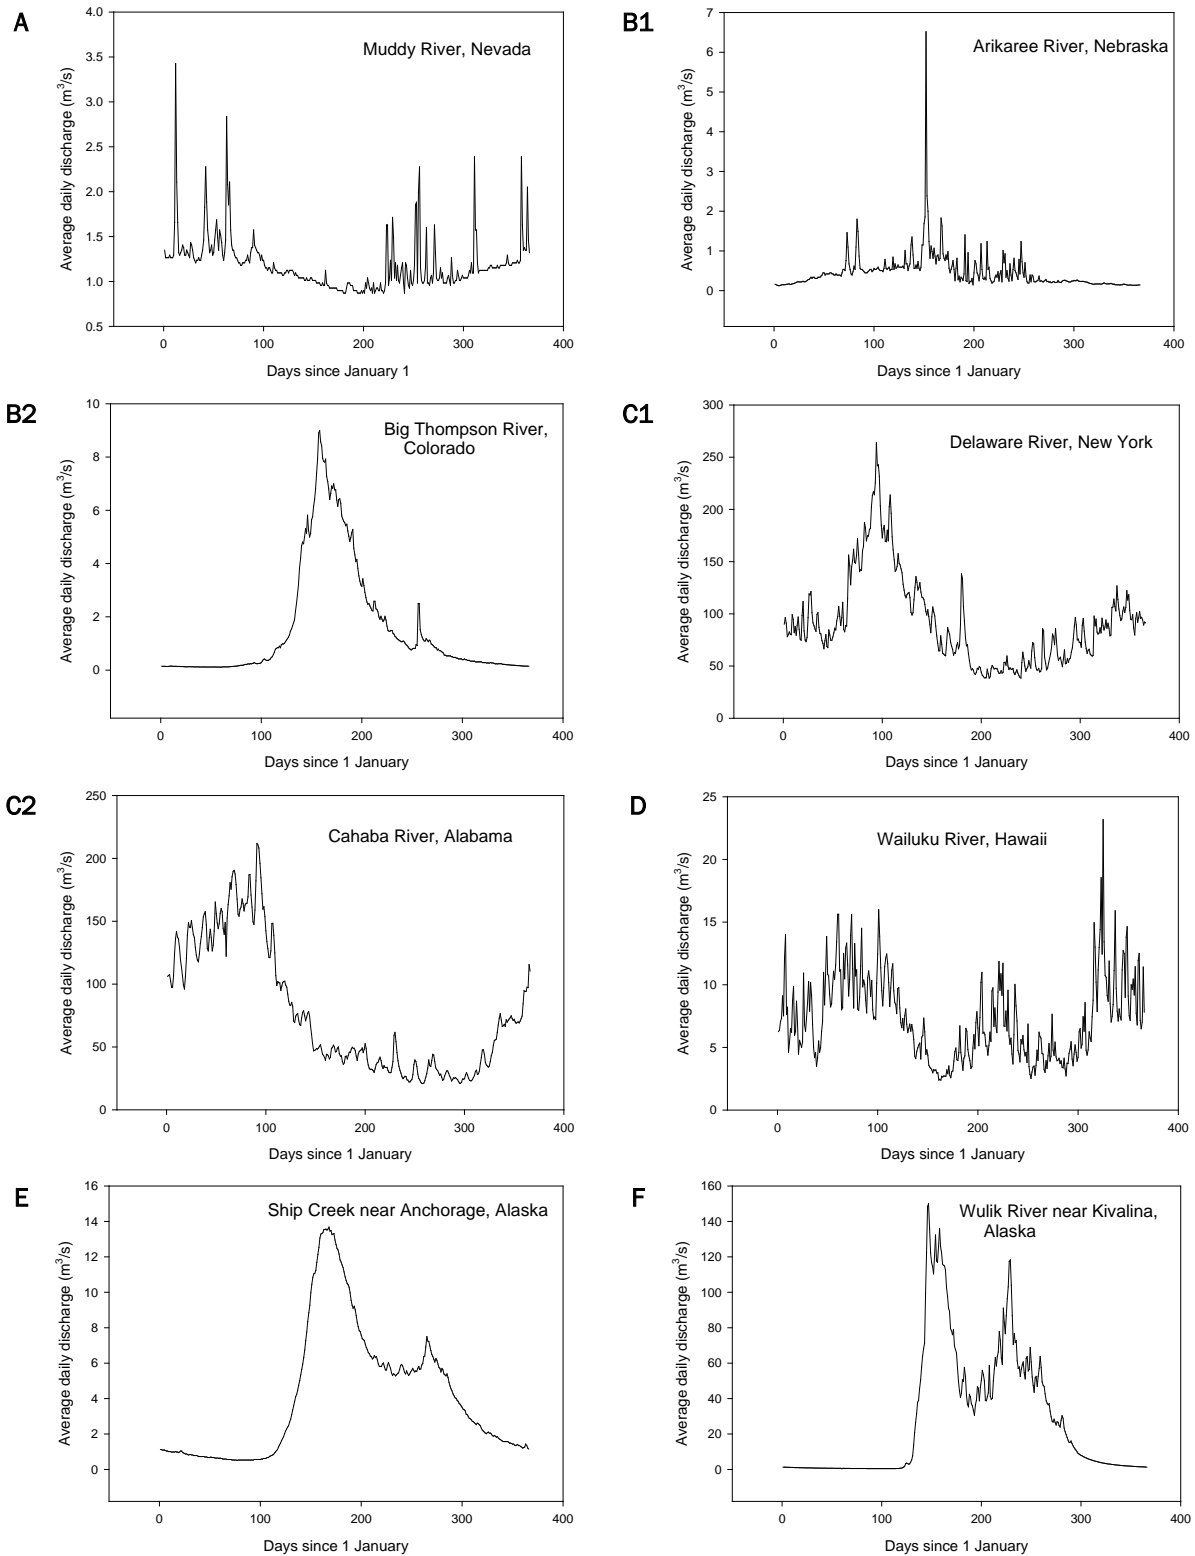 A
Muddy River, Nevada
Average daily discharge (m³/s)
4.0
3.5
3.0
2.5
2.0
1.5
1.0
0.5
0 100 200 300 400
Days since January 1
B1
Arikaree River, Nebraska
Average daily discharge (m³/s)
7
6
5
4
3
2
1
0
0 100 200 300 400
Days since 1 January
B2
Big Thompson River,
Colorado
Average daily discharge (m³/s)
10
8
6
4
2
0
0 100 200 300 400
Days since 1 January
C1
Delaware River, New York
Average daily discharge (m³/s)
300
250
200
150
100
50
0
0 100 200 300 400
Days since 1 January
C2
Cahaba River, Alabama
Average daily discharge (m³/s)
250
200
150
100
50
0
0 100 200 300 400
Days since 1 January
D
Wailuku River, Hawaii
Average daily discharge (m³/s)
25
20
15
10
5
0
0 100 200 300 400
Days since 1 January
E
Ship Creek near Anchorage, Alaska
Average daily discharge (m³/s)
16
14
12
10
8
6
4
2
0
0 100 200 300 400
Days since 1 January
F
Wulik River near Kivalina,
Alaska
Average daily discharge (m³/s)
160
140
120
100
80
60
40
20
0
0 100 200 300 400
Days since 1 January